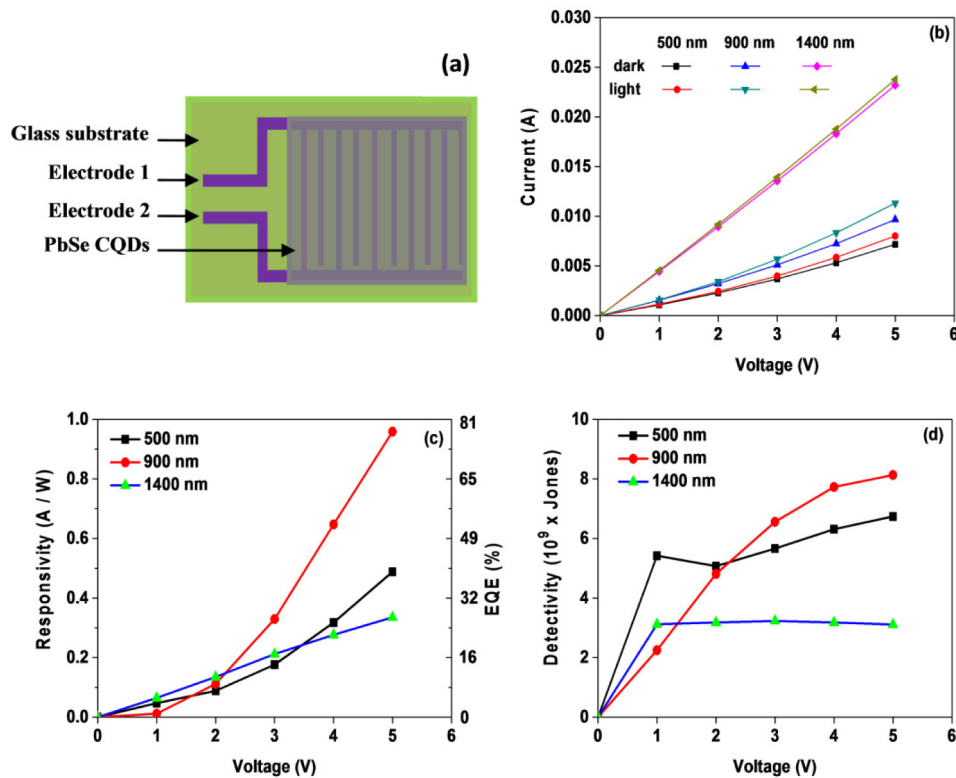 (a)
Glass substrate
Electrode 1
Electrode 2
PbSe CQDs
(b)
500 nm 900 nm 1400 nm
dark
light
0.030
0.025
0.020
0.015
0.010
0.005
0.000
Current (A)
0 1 2 3 4 5 6
Voltage (V)
(c)
500 nm
900 nm
1400 nm
1.0
0.8
0.6
0.4
0.2
0.0
Responsivity (A / W)
81
65
49
32
16
0
EQE (%)
0 1 2 3 4 5 6
Voltage (V)
(d)
500 nm
900 nm
1400 nm
10
8
6
4
2
0
Detectivity (10⁹ x Jones)
0 1 2 3 4 5 6
Voltage (V)